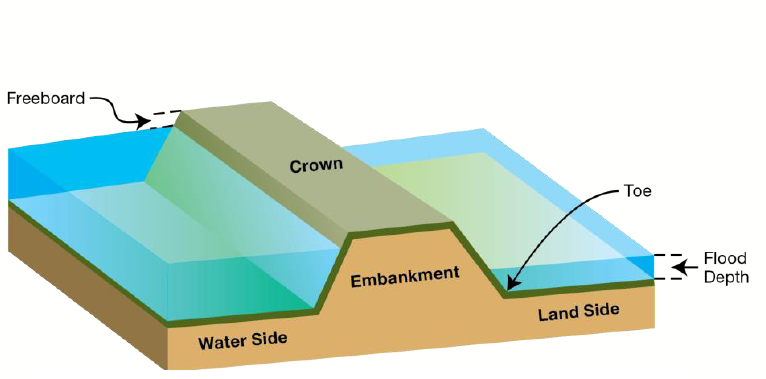 Freeboard
Crown
Toe
Flood
Depth
Embankment
Land Side
Water Side